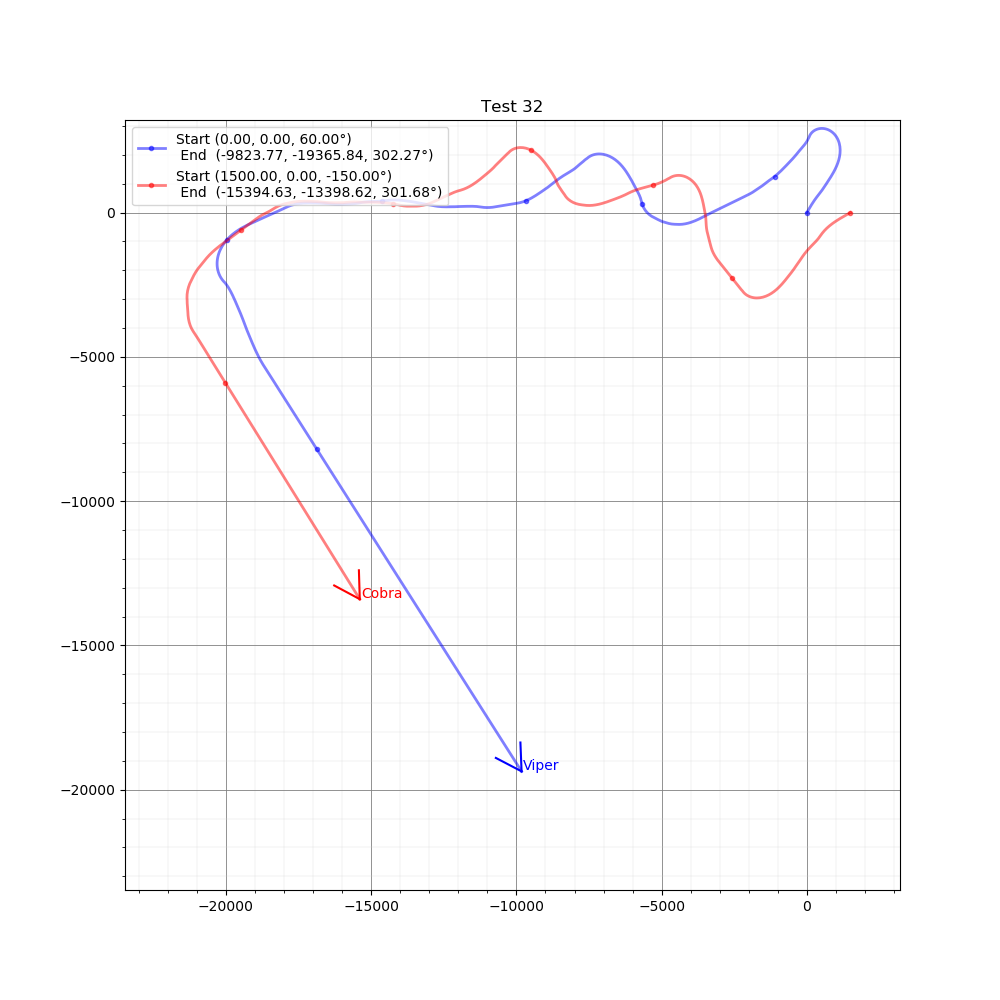 Test 32
Start (0.00, 0.00, 60.00°)
End (-9823.77, -19365.84, 302.27°)
Start (1500.00, 0.00, -150.00°)
End (-15394.63, -13398.62, 301.68°)
0
−5000
−10000
−15000
−20000
Cobra
Viper
−20000 −15000 −10000 −5000 0